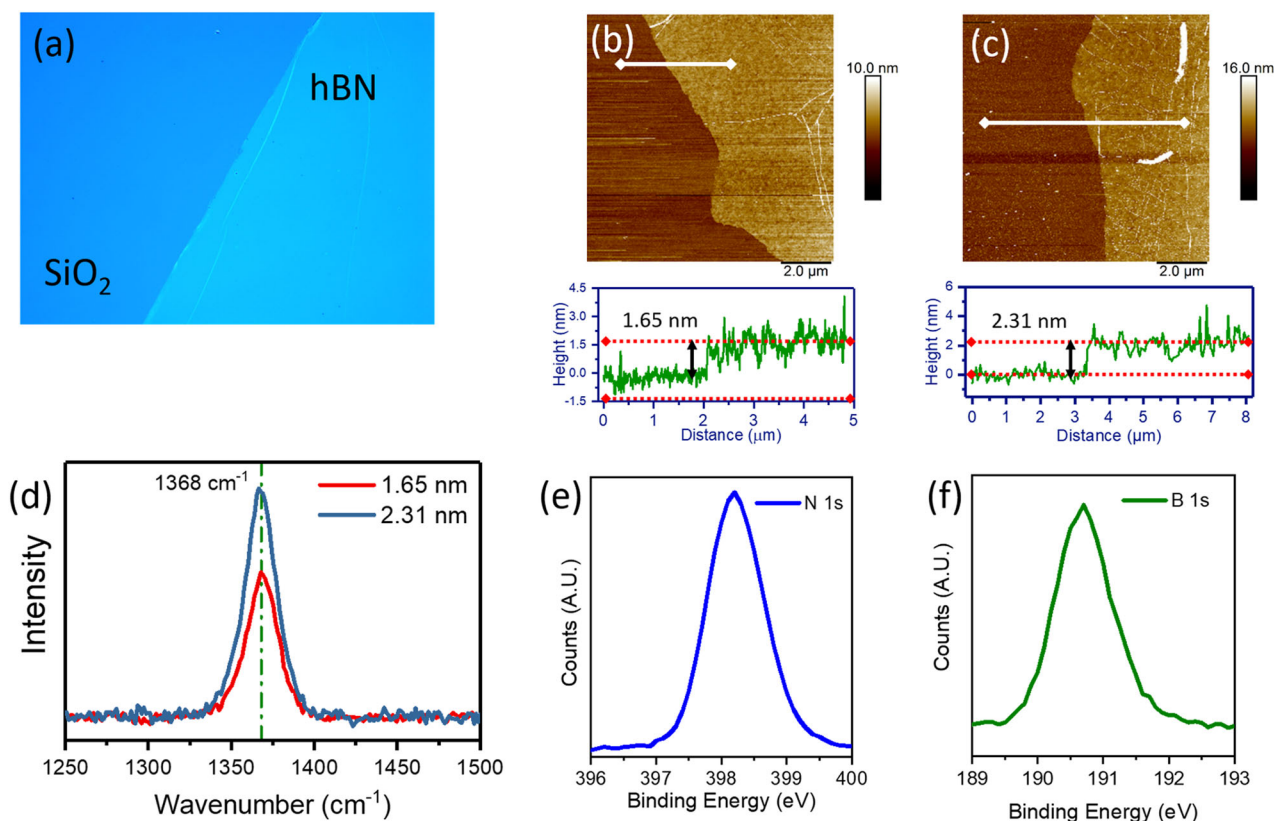 (a)
hBN
SiO₂
(b)
10.0 nm
2.0 µm
(c)
16.0 nm
2.0 µm
4.5
3.0
1.5
0.0
-1.5
Height (nm)
1.65 nm
0 1 2 3 4 5
Distance (µm)
6
4
2
0
Height (nm)
2.31 nm
0 1 2 3 4 5 6 7 8
Distance (µm)
(d)
1368 cm⁻¹
1.65 nm
2.31 nm
Intensity
1250 1300 1350 1400 1450 1500
Wavenumber (cm⁻¹)
(e)
N 1s
Counts (A.U.)
396 397 398 399 400
Binding Energy (eV)
(f)
B 1s
Counts (A.U.)
189 190 191 192 193
Binding Energy (eV)